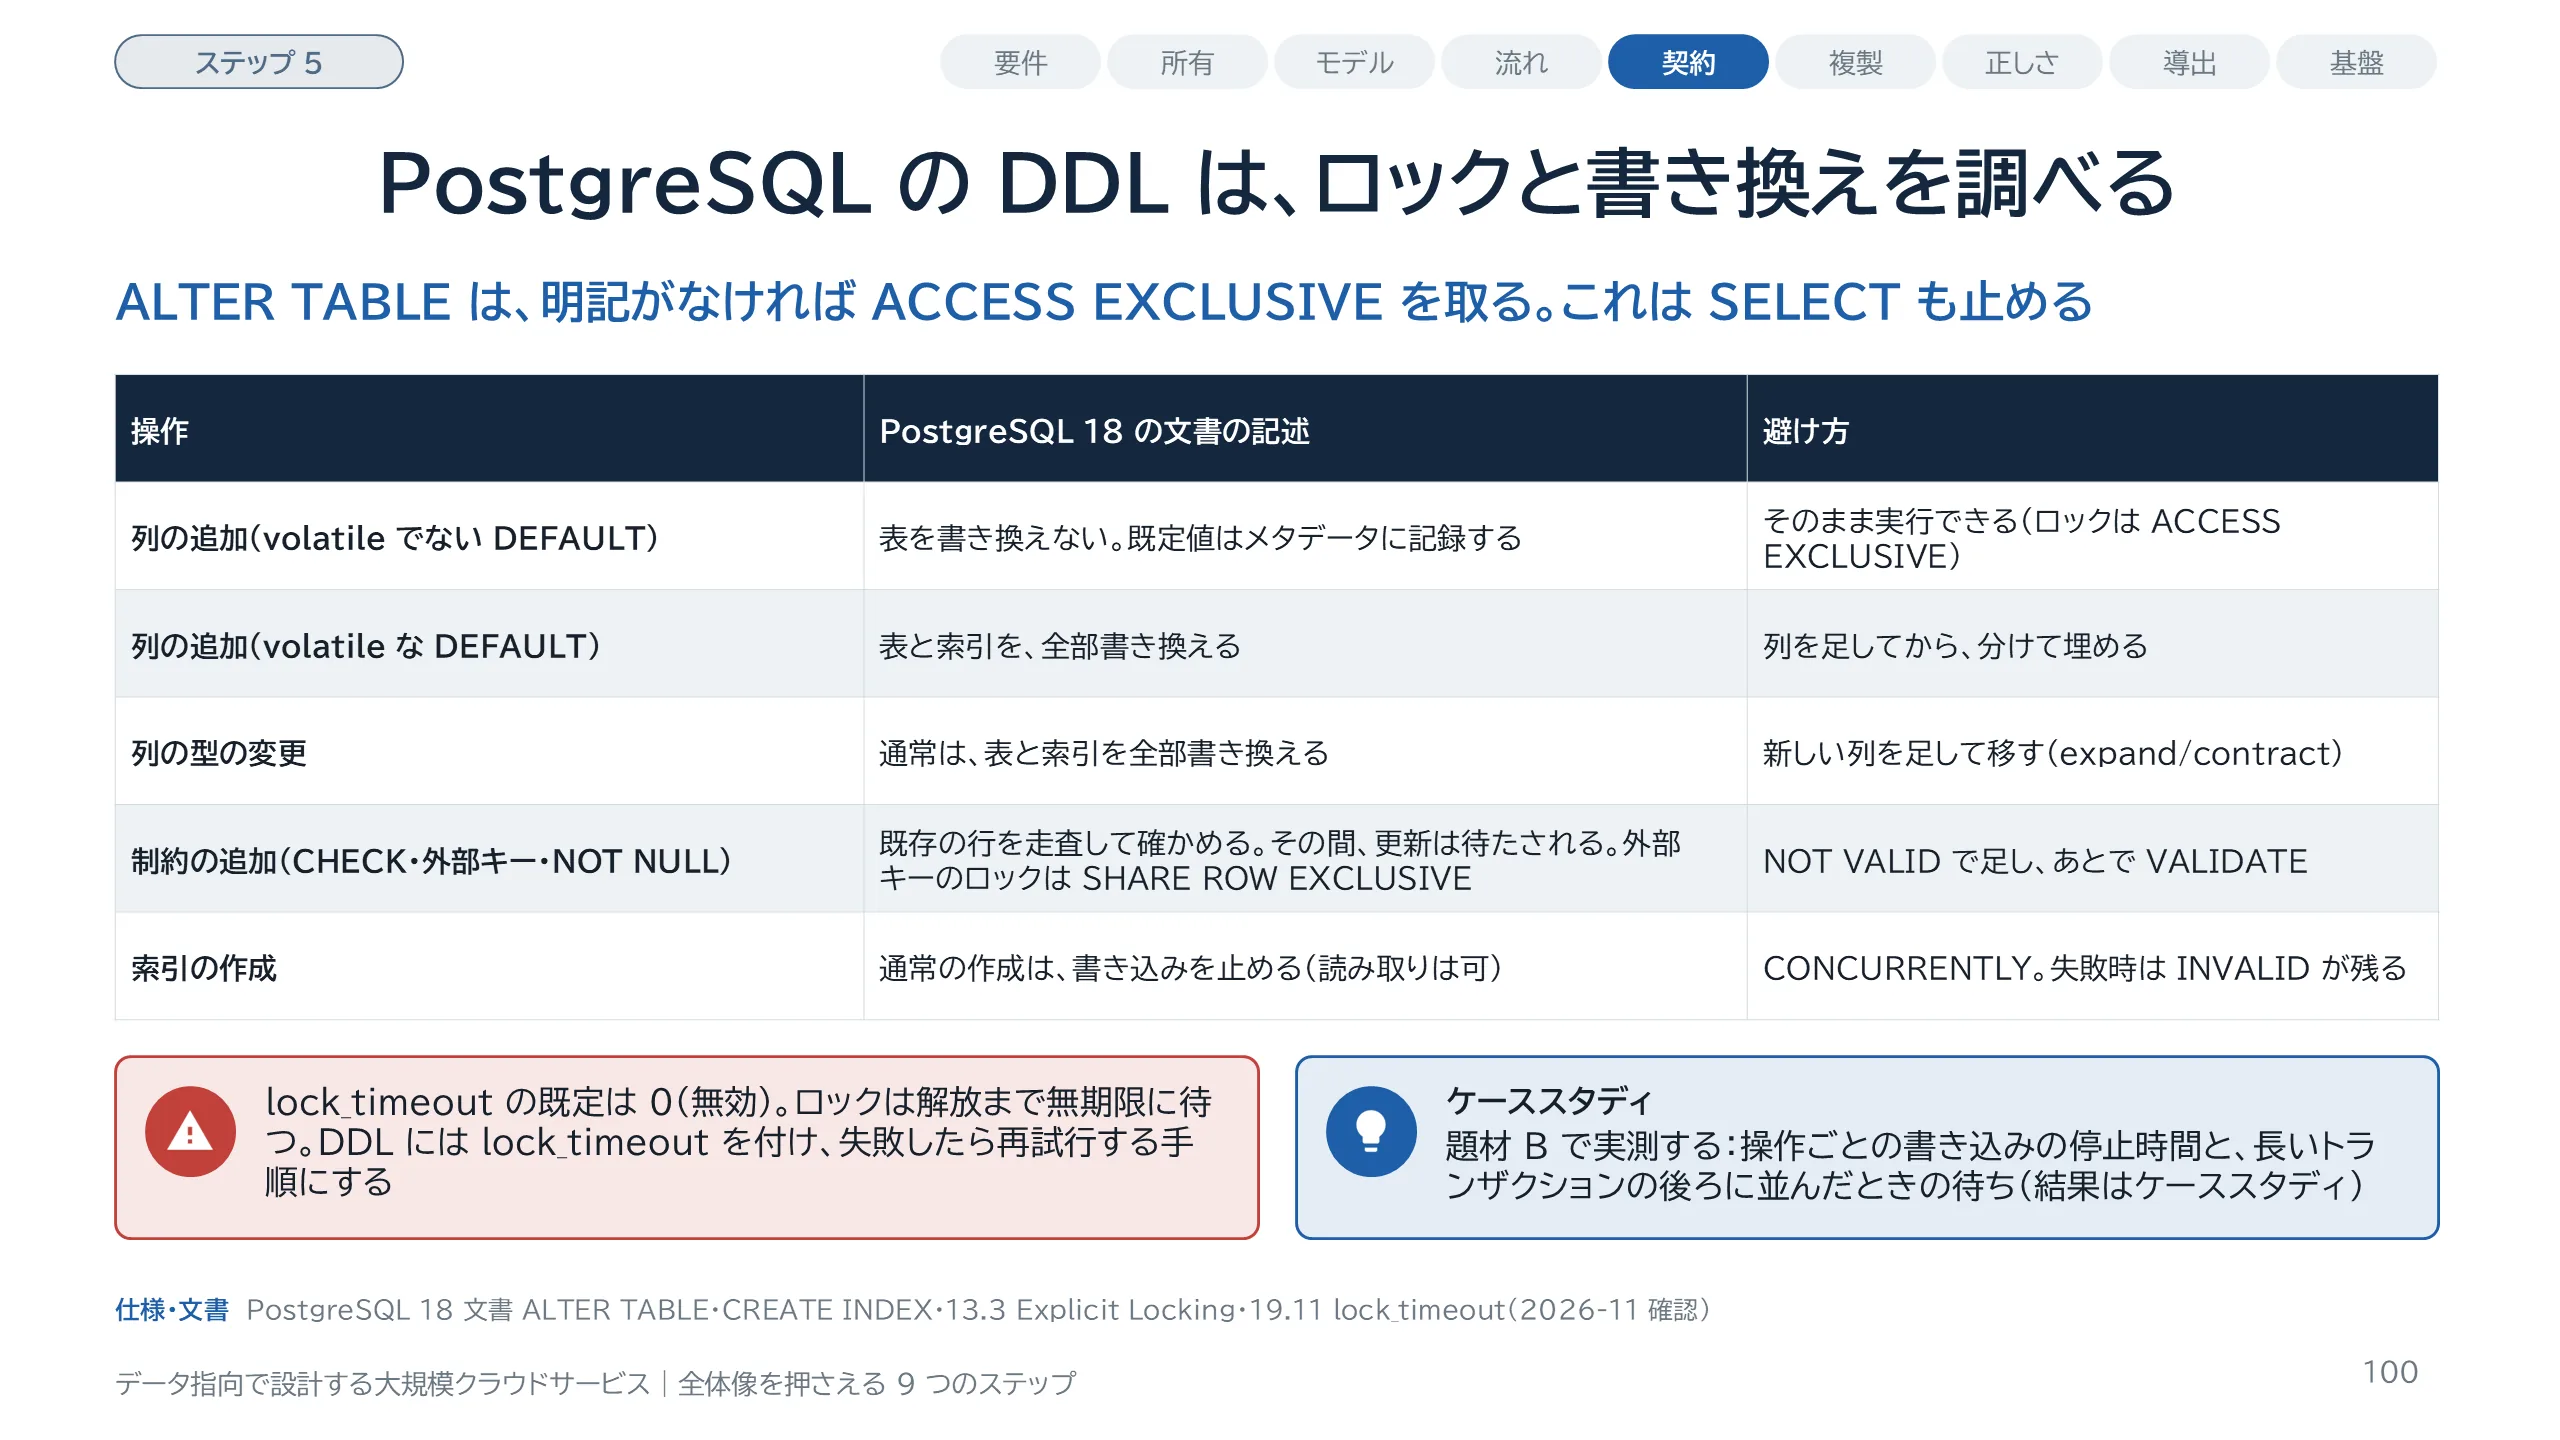 ステップ 5
要件
所有
モデル
流れ
契約
複製
正しさ
導出
基盤
PostgreSQL の DDL は、ロックと書き換えを調べる
ALTER TABLE は、明記がなければ ACCESS EXCLUSIVE を取る。これは SELECT も止める
操作
PostgreSQL 18 の文書の記述
避け方
列の追加（volatile でない DEFAULT）
表を書き換えない。既定値はメタデータに記録する
そのまま実行できる（ロックは ACCESS
EXCLUSIVE）
列の追加（volatile な DEFAULT）
表と索引を、全部書き換える
列を足してから、分けて埋める
列の型の変更
通常は、表と索引を全部書き換える
新しい列を足して移す（expand/contract）
制約の追加（CHECK・外部キー・NOT NULL）
既存の行を走査して確かめる。その間、更新は待たされる。外部
キーのロックは SHARE ROW EXCLUSIVE
NOT VALID で足し、あとで VALIDATE
索引の作成
通常の作成は、書き込みを止める（読み取りは可）
CONCURRENTLY。失敗時は INVALID が残る
lock_timeout の既定は 0（無効）。ロックは解放まで無期限に待
つ。DDL には lock_timeout を付け、失敗したら再試行する手
順にする
ケーススタディ
題材 B で実測する：操作ごとの書き込みの停止時間と、長いトラ
ンザクションの後ろに並んだときの待ち（結果はケーススタディ）
仕様・文書 PostgreSQL 18 文書 ALTER TABLE・CREATE INDEX・13.3 Explicit Locking・19.11 lock_timeout（2026-11 確認）
データ指向で設計する大規模クラウドサービス｜全体像を押さえる 9 つのステップ
100